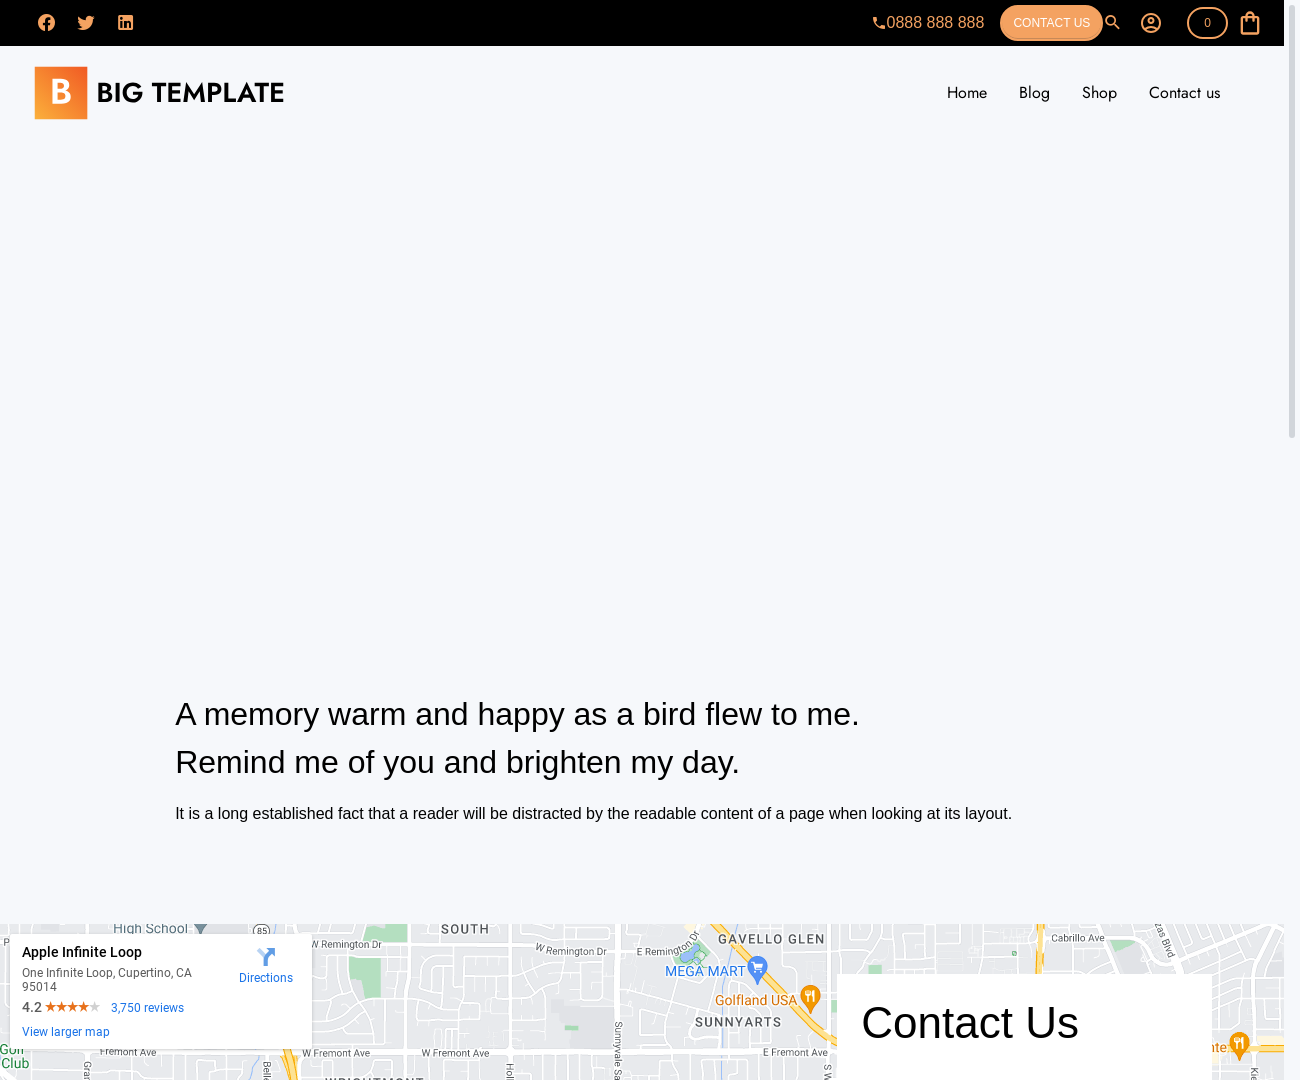 0888 888 888
CONTACT US
0
B BIG TEMPLATE
Home
Blog
Shop
Contact us
A memory warm and happy as a bird flew to me.
Remind me of you and brighten my day.
It is a long established fact that a reader will be distracted by the readable content of a page when looking at its layout.
High School
85
SOUTH
W Remington Dr
W Remington Dr
E Remington Dr
GAVELLO GLEN
Cabrillo Ave
MEGA MART
Golfland USA
SUNNYARTS
Apple Infinite Loop
One Infinite Loop, Cupertino, CA
95014
Directions
4.2
3,750 reviews
View larger map
Club
Fremont Ave
W Fremont Ave
W Fremont Ave
E Fremont Ave
Contact Us